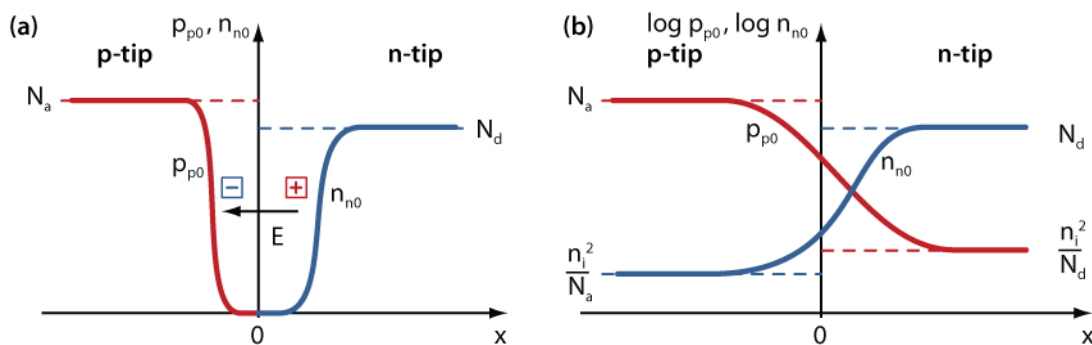 (a)
p_p0, n_n0
p-tip
n-tip
N_a
N_d
p_p0
−
+
n_n0
E
0
x
(b)
log p_p0, log n_n0
p-tip
n-tip
N_a
p_p0
N_d
n_n0
n_i^2/N_a
n_i^2/N_d
0
x